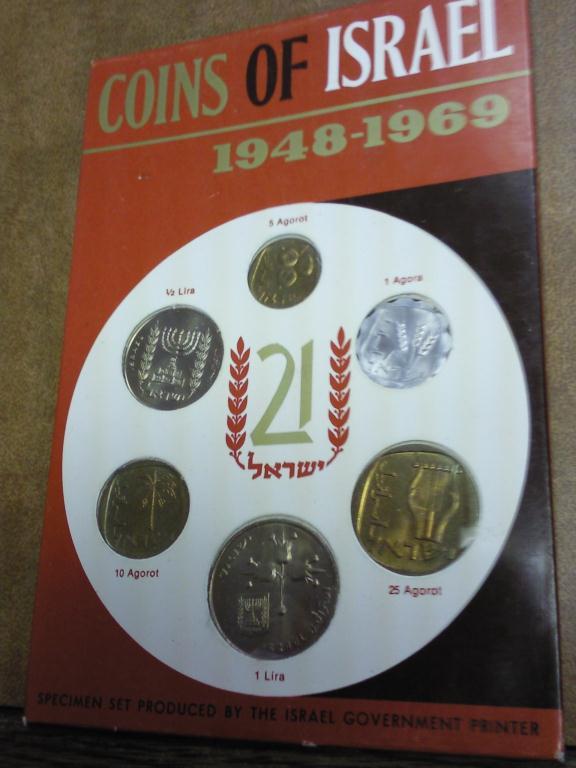 COINS OF ISRAEL
1948-1969
5 Agorot
½ Lira
1 Agora
21
ישראל
10 Agorot
25 Agorot
1 Lira
SPECIMEN SET PRODUCED BY THE ISRAEL GOVERNMENT PRINTER